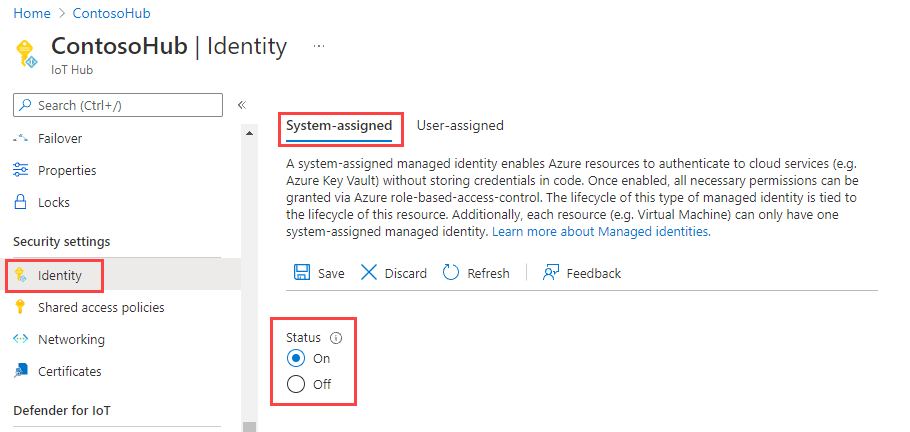 Home > ContosoHub
ContosoHub | Identity ...
IoT Hub
Search (Ctrl+/)
«
Failover
Properties
Locks
Security settings
Identity
Shared access policies
Networking
Certificates
Defender for IoT
System-assigned User-assigned
A system-assigned managed identity enables Azure resources to authenticate to cloud services (e.g.
Azure Key Vault) without storing credentials in code. Once enabled, all necessary permissions can be
granted via Azure role-based-access-control. The lifecycle of this type of managed identity is tied to
the lifecycle of this resource. Additionally, each resource (e.g. Virtual Machine) can only have one
system-assigned managed identity. Learn more about Managed identities.
Save Discard Refresh Feedback
Status
On
Off